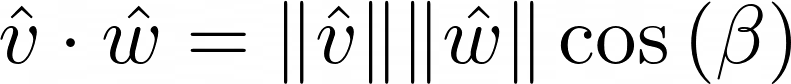 v̂ · ŵ = ‖v̂‖‖ŵ‖ cos (β)